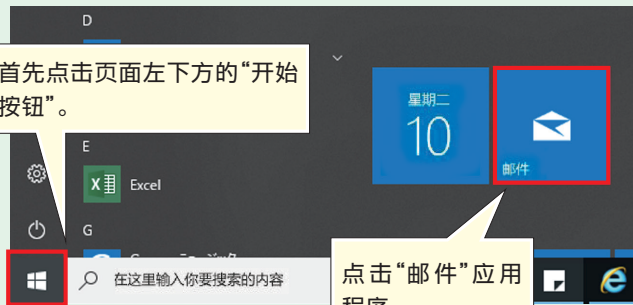 D
首先点击页面左下方的“开始
按钮”。
星期二
10
邮件
E
X Excel
G
点击“邮件”应用
程序
在这里输入你要搜索的内容